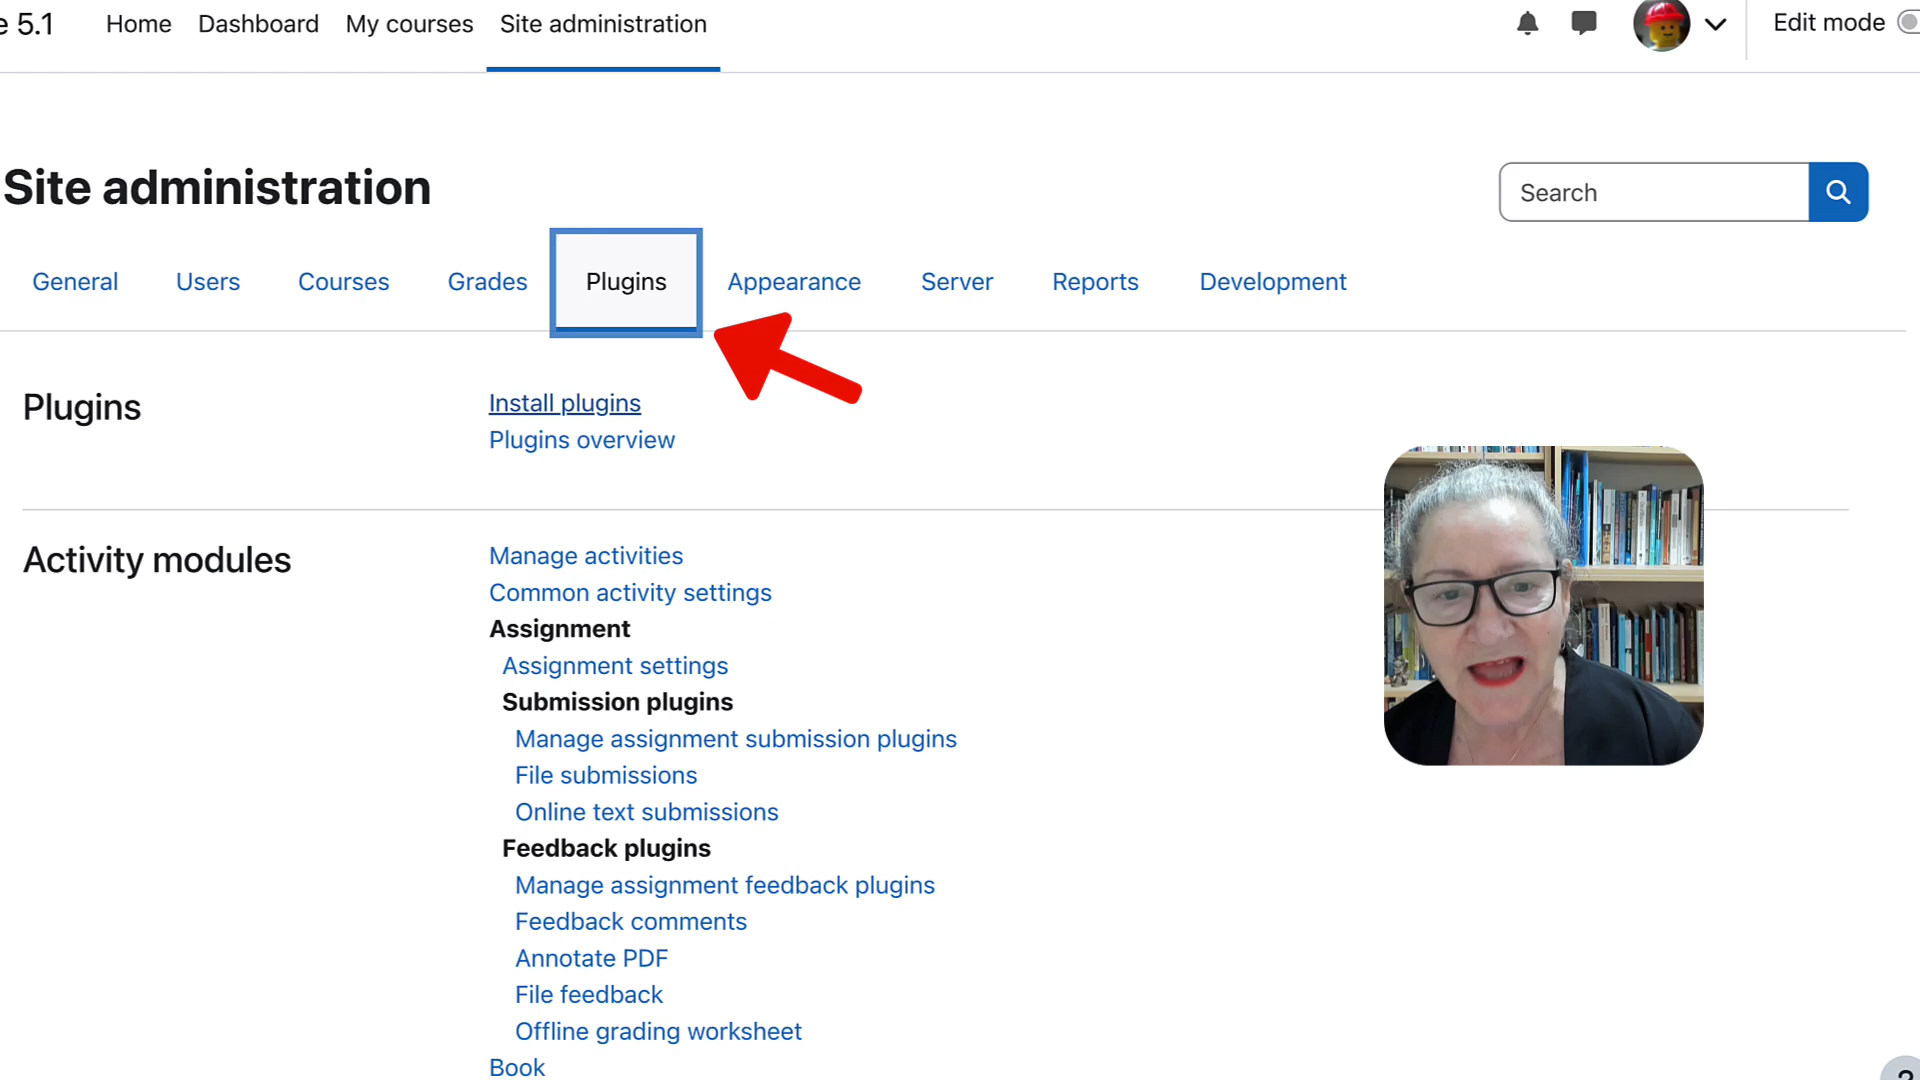 5.1
Home Dashboard My courses Site administration
Edit mode
Site administration
Search
General Users Courses Grades Plugins Appearance Server Reports Development
Plugins
Install plugins
Plugins overview
Activity modules
Manage activities
Common activity settings
Assignment
Assignment settings
Submission plugins
Manage assignment submission plugins
File submissions
Online text submissions
Feedback plugins
Manage assignment feedback plugins
Feedback comments
Annotate PDF
File feedback
Offline grading worksheet
Book